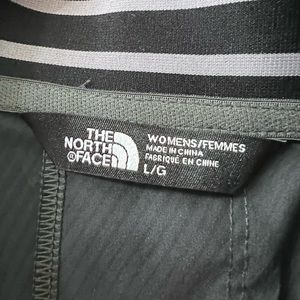 THE
NORTH
FACE
WOMENS/FEMMES
MADE IN CHINA
FABRIQUÉ EN CHINE
L/G